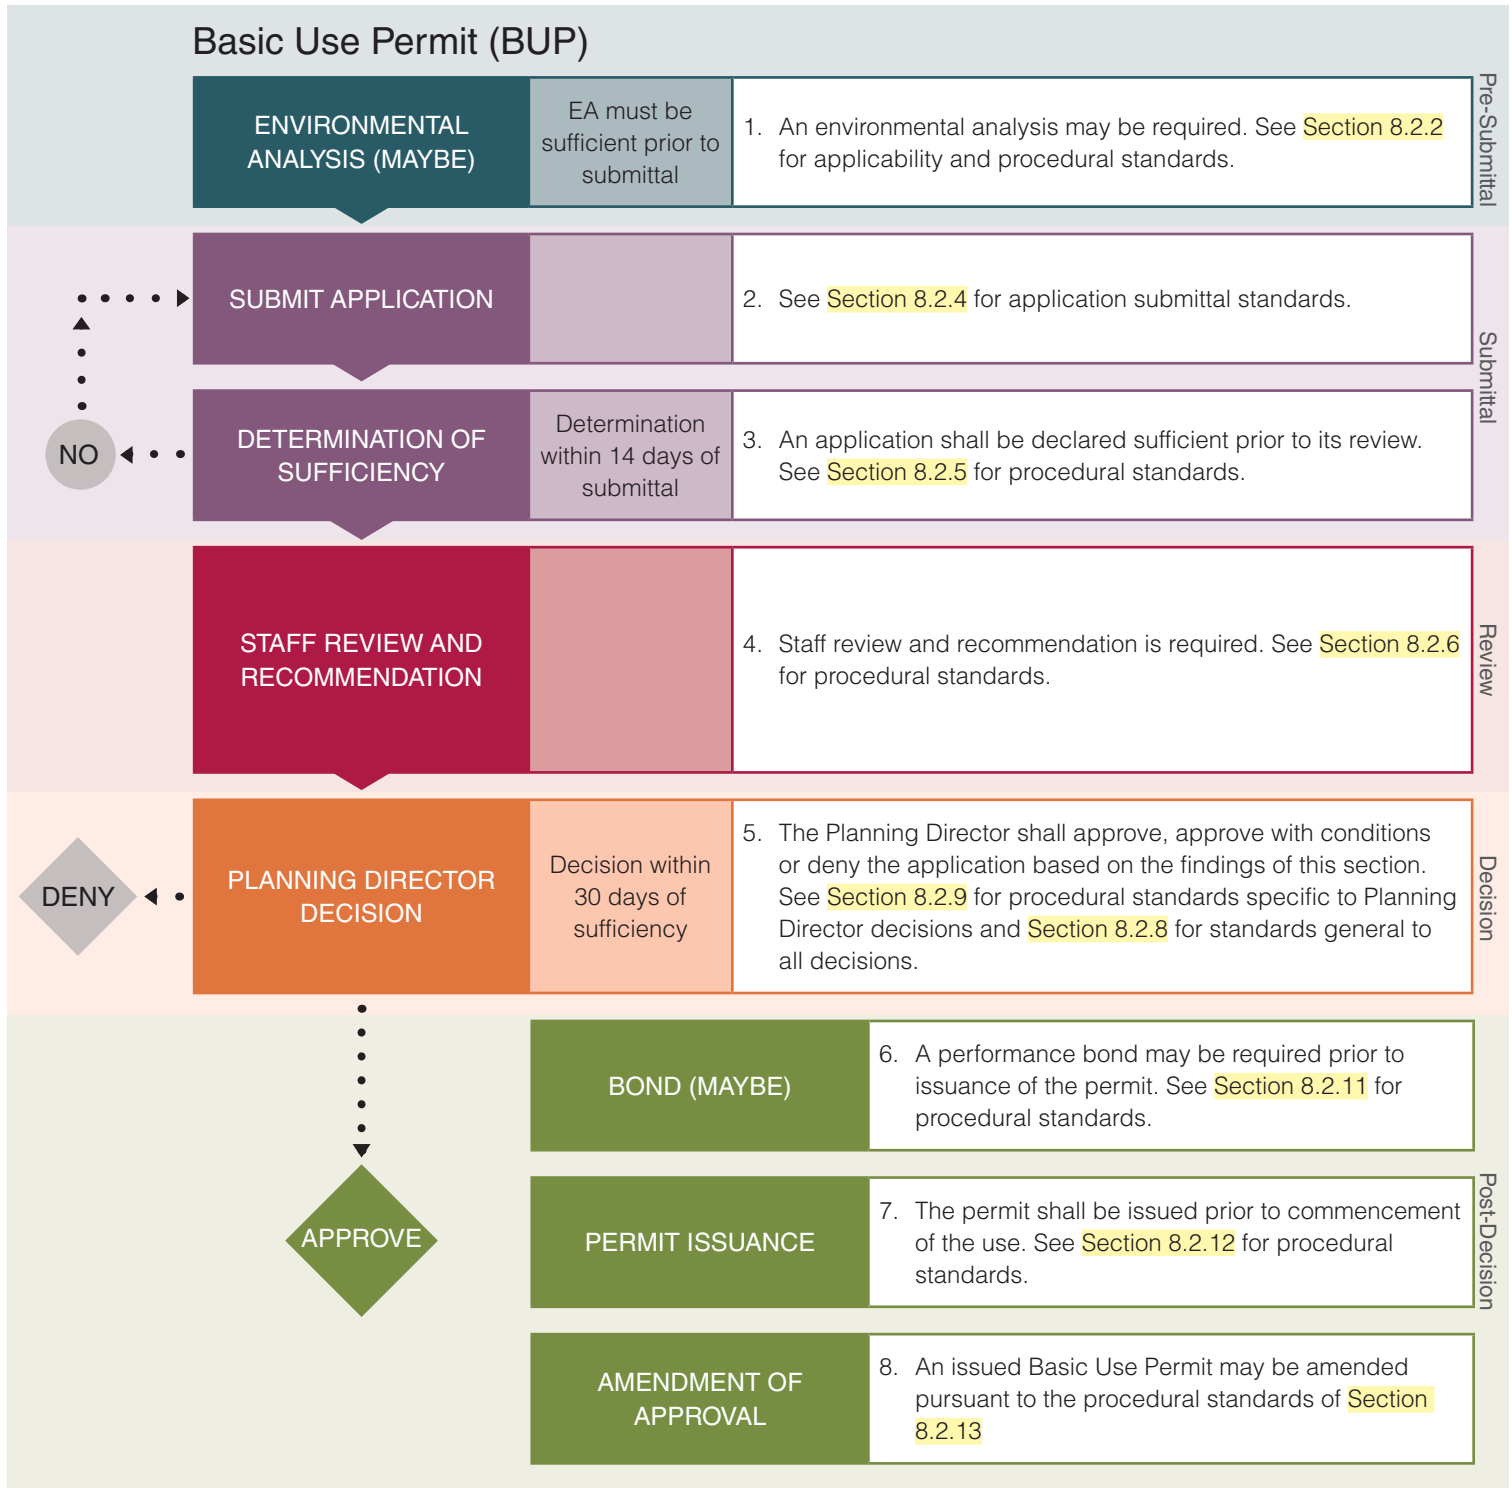 Basic Use Permit (BUP)
Pre-Submittal
ENVIRONMENTAL
ANALYSIS (MAYBE)
EA must be
sufficient prior to
submittal
1. An environmental analysis may be required. See Section 8.2.2
for applicability and procedural standards.
Submittal
SUBMIT APPLICATION
2. See Section 8.2.4 for application submittal standards.
NO
DETERMINATION OF
SUFFICIENCY
Determination
within 14 days of
submittal
3. An application shall be declared sufficient prior to its review.
See Section 8.2.5 for procedural standards.
Review
STAFF REVIEW AND
RECOMMENDATION
4. Staff review and recommendation is required. See Section 8.2.6
for procedural standards.
Decision
DENY
PLANNING DIRECTOR
DECISION
Decision within
30 days of
sufficiency
5. The Planning Director shall approve, approve with conditions
or deny the application based on the findings of this section.
See Section 8.2.9 for procedural standards specific to Planning
Director decisions and Section 8.2.8 for standards general to
all decisions.
Post-Decision
APPROVE
BOND (MAYBE)
6. A performance bond may be required prior to
issuance of the permit. See Section 8.2.11 for
procedural standards.
PERMIT ISSUANCE
7. The permit shall be issued prior to commencement
of the use. See Section 8.2.12 for procedural
standards.
AMENDMENT OF
APPROVAL
8. An issued Basic Use Permit may be amended
pursuant to the procedural standards of Section
8.2.13